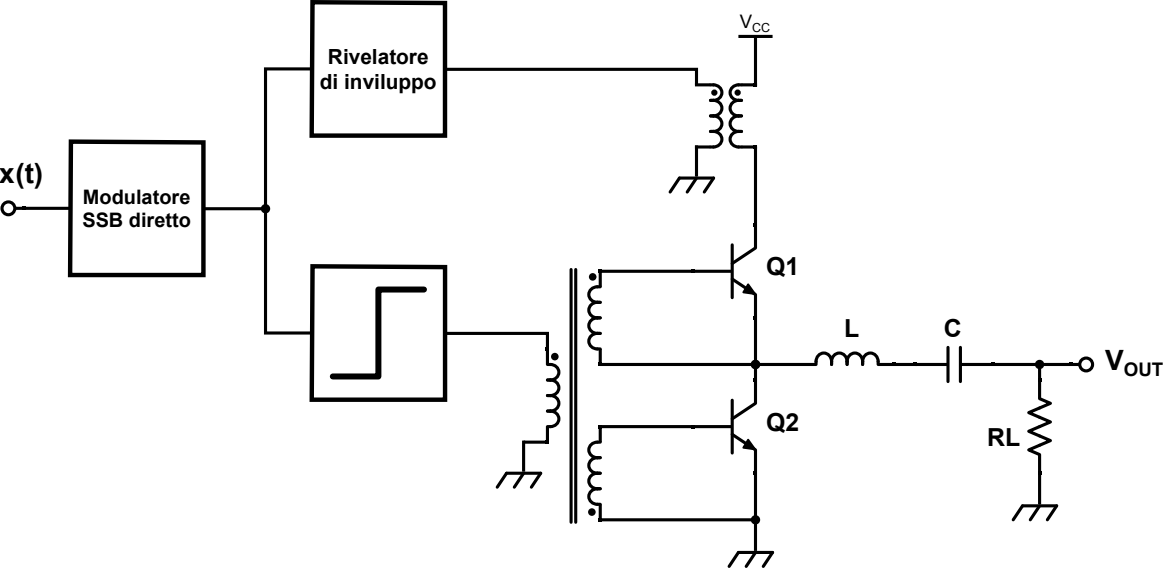 V_CC
Rivelatore
di inviluppo
x(t)
Modulatore
SSB diretto
Q1
L
C
V_OUT
Q2
RL